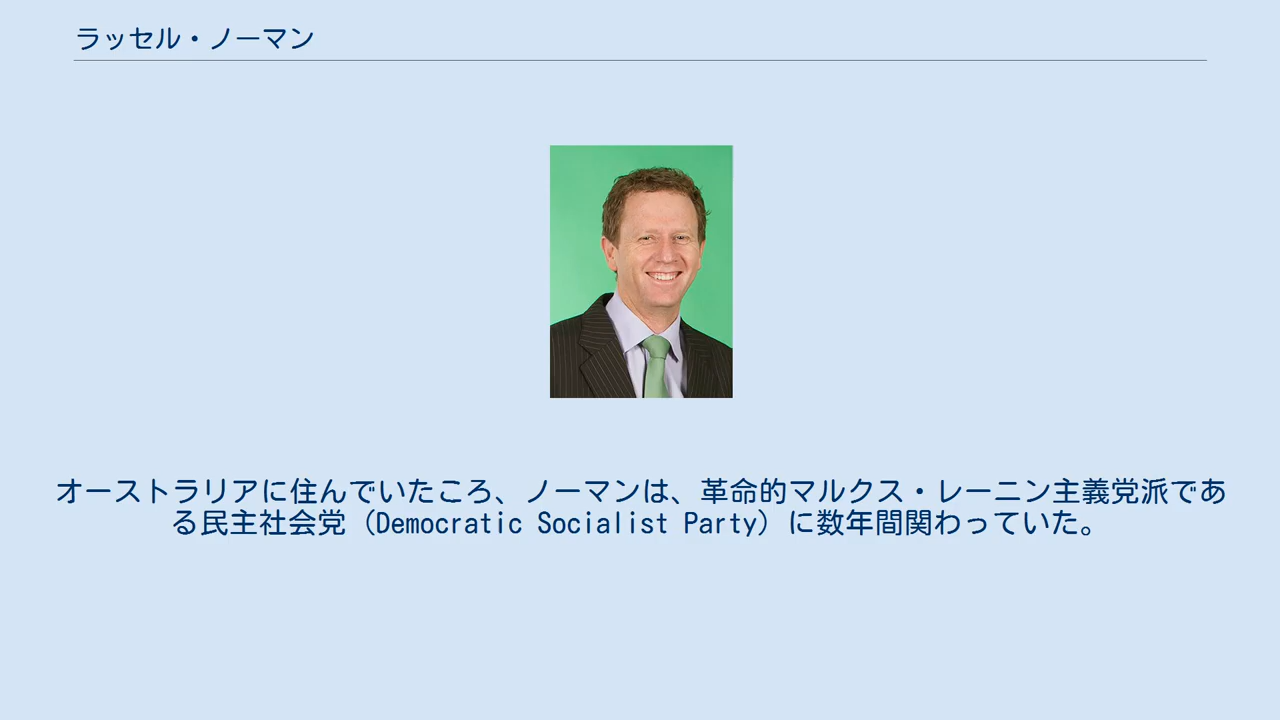 ラッセル・ノーマン
オーストラリアに住んでいたころ、ノーマンは、革命的マルクス・レーニン主義党派であ
る民主社会党（Democratic Socialist Party）に数年間関わっていた。